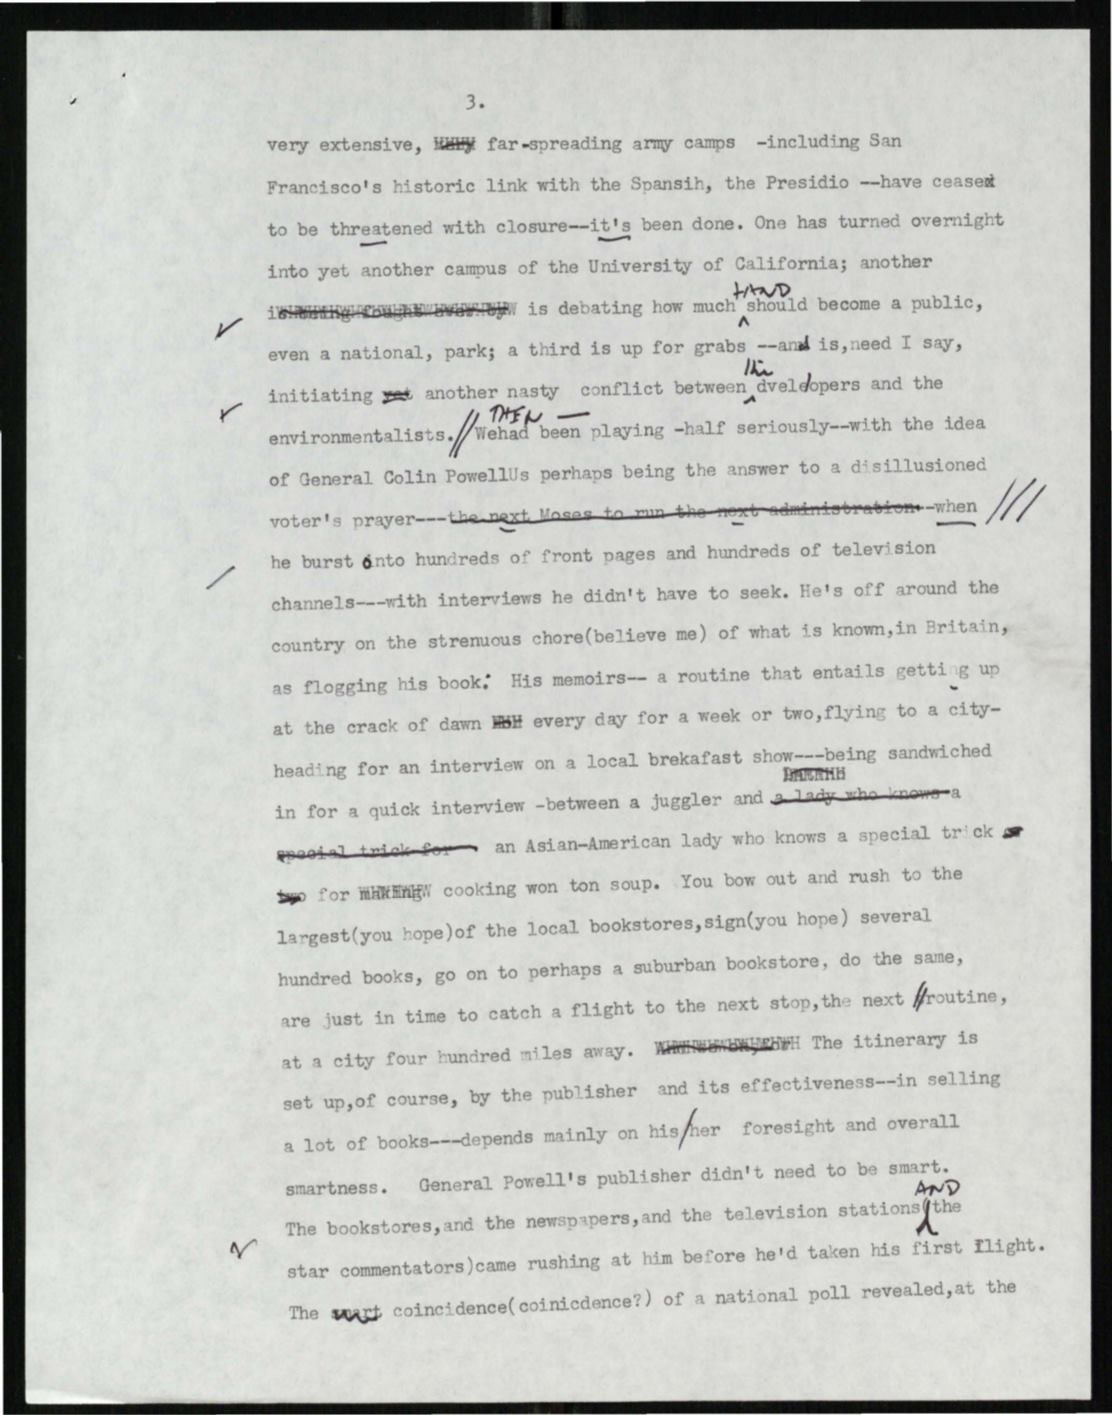 3.
very extensive, far-spreading army camps -including San
Francisco's historic link with the Spansih, the Presidio --have ceased
to be threatened with closure--it's been done. One has turned overnight
into yet another campus of the University of California; another
HAND
is debating how much should become a public,
even a national, park; a third is up for grabs --and is,need I say,
the
initiating yet another nasty conflict between dvelelopers and the
THEN
environmentalists.//Wehad been playing -half seriously--with the idea
of General Colin PowellUs perhaps being the answer to a disillusioned
voter's prayer---the next Moses to run the next administration--when ///
he burst onto hundreds of front pages and hundreds of television
channels---with interviews he didn't have to seek. He's off around the
country on the strenuous chore(believe me) of what is known,in Britain,
as flogging his book: His memoirs-- a routine that entails getting up
at the crack of dawn every day for a week or two,flying to a city-
heading for an interview on a local brekafast show---being sandwiched
in for a quick interview -between a juggler and a lady who knows a
special trick for an Asian-American lady who knows a special trick or
two for making cooking won ton soup. You bow out and rush to the
largest(you hope)of the local bookstores,sign(you hope) several
hundred books, go on to perhaps a suburban bookstore, do the same,
are just in time to catch a flight to the next stop,the next //routine,
at a city four hundred miles away. The itinerary is
set up,of course, by the publisher and its effectiveness--in selling
a lot of books---depends mainly on his/her foresight and overall
smartness. General Powell's publisher didn't need to be smart.
AND
The bookstores,and the newspapers,and the television stations(the
star commentators)came rushing at him before he'd taken his first flight.
The smart coincidence(coinicdence?) of a national poll revealed,at the